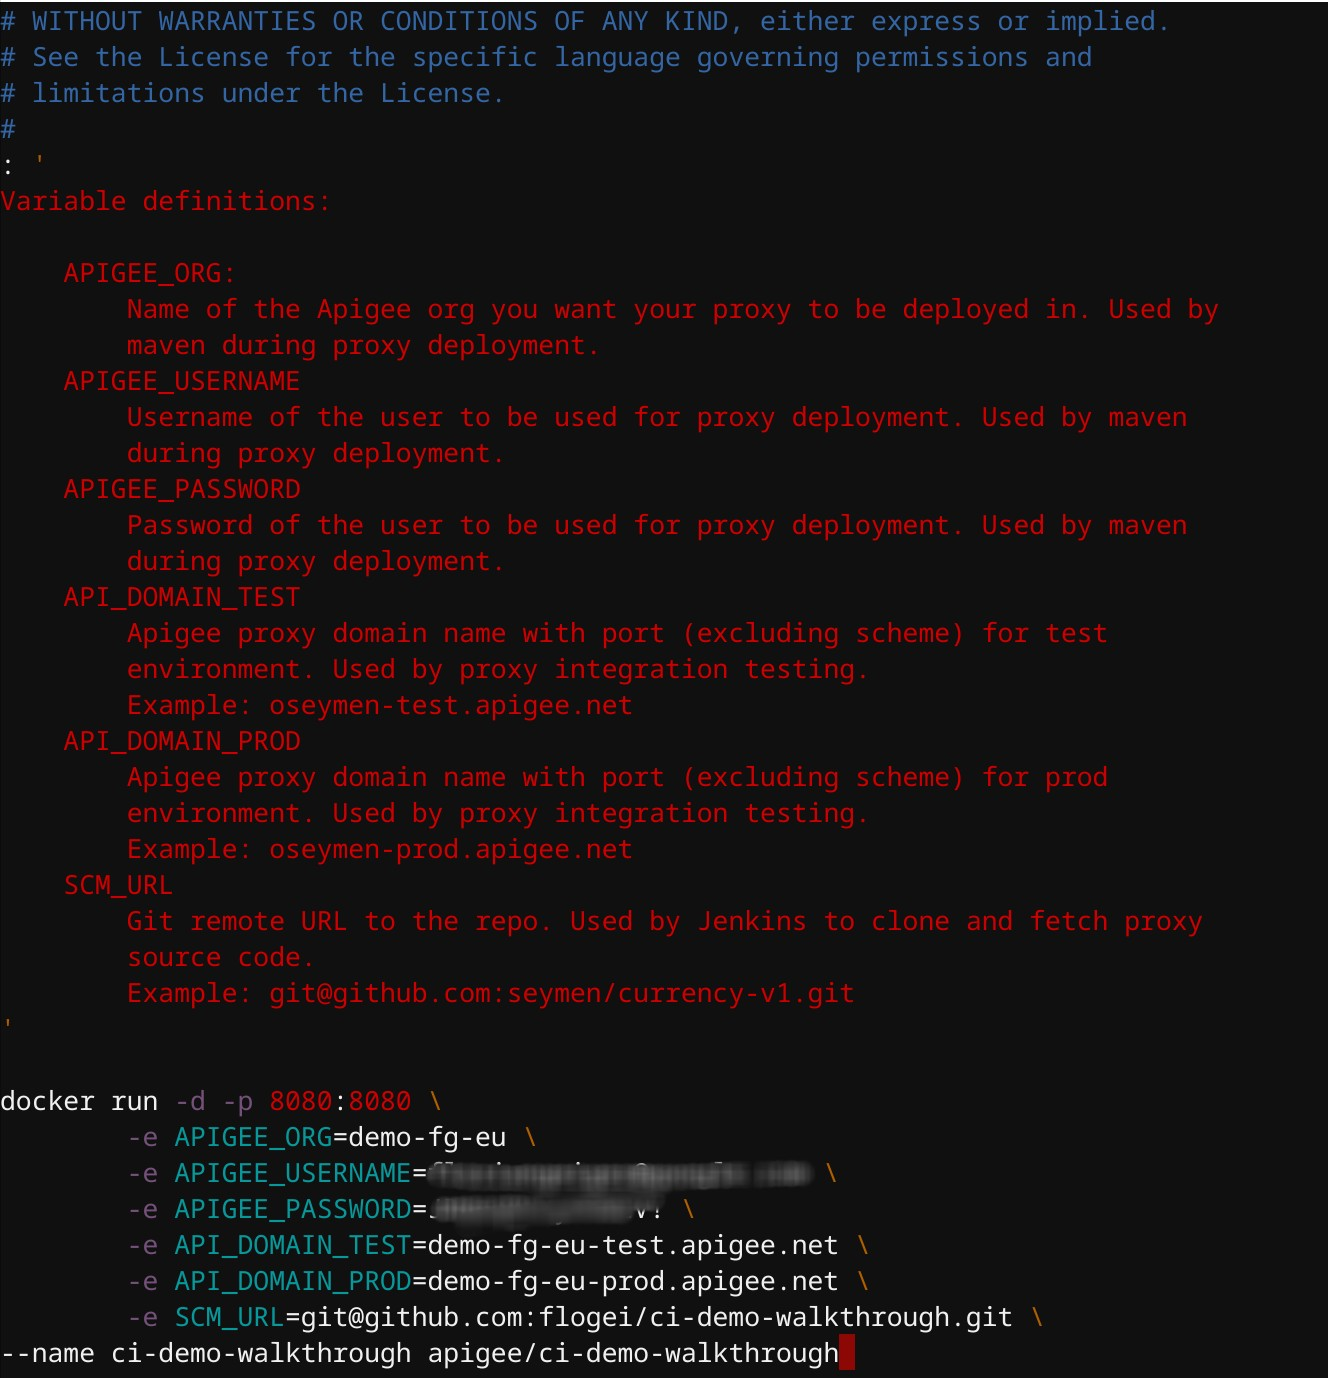 # WITHOUT WARRANTIES OR CONDITIONS OF ANY KIND, either express or implied.
# See the License for the specific language governing permissions and
# limitations under the License.
#
: '
Variable definitions:
APIGEE_ORG:
Name of the Apigee org you want your proxy to be deployed in. Used by
maven during proxy deployment.
APIGEE_USERNAME
Username of the user to be used for proxy deployment. Used by maven
during proxy deployment.
APIGEE_PASSWORD
Password of the user to be used for proxy deployment. Used by maven
during proxy deployment.
API_DOMAIN_TEST
Apigee proxy domain name with port (excluding scheme) for test
environment. Used by proxy integration testing.
Example: oseymen-test.apigee.net
API_DOMAIN_PROD
Apigee proxy domain name with port (excluding scheme) for prod
environment. Used by proxy integration testing.
Example: oseymen-prod.apigee.net
SCM_URL
Git remote URL to the repo. Used by Jenkins to clone and fetch proxy
source code.
Example: git@github.com:seymen/currency-v1.git
'
docker run -d -p 8080:8080 \
-e APIGEE_ORG=demo-fg-eu \
-e APIGEE_USERNAME= \
-e APIGEE_PASSWORD= \
-e API_DOMAIN_TEST=demo-fg-eu-test.apigee.net \
-e API_DOMAIN_PROD=demo-fg-eu-prod.apigee.net \
-e SCM_URL=git@github.com:flogei/ci-demo-walkthrough.git \
--name ci-demo-walkthrough apigee/ci-demo-walkthrough